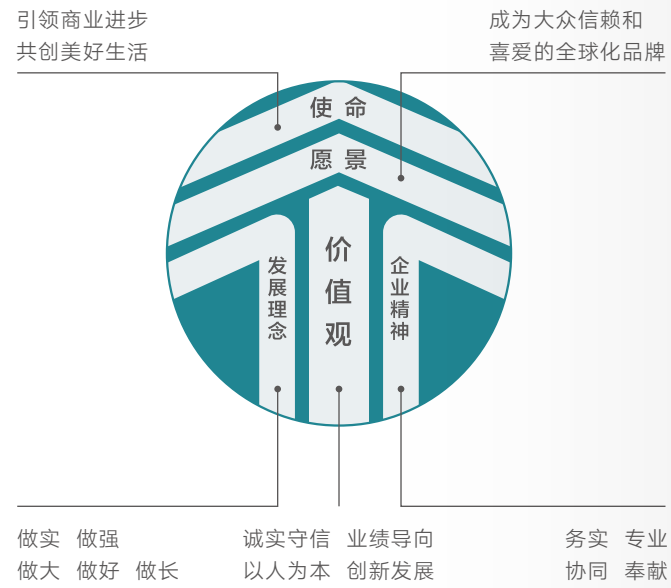 引领商业进步
共创美好生活
成为大众信赖和
喜爱的全球化品牌
使命
愿景
发展理念
价值观
企业精神
做实 做强
做大 做好 做长
诚实守信 业绩导向
以人为本 创新发展
务实 专业
协同 奉献